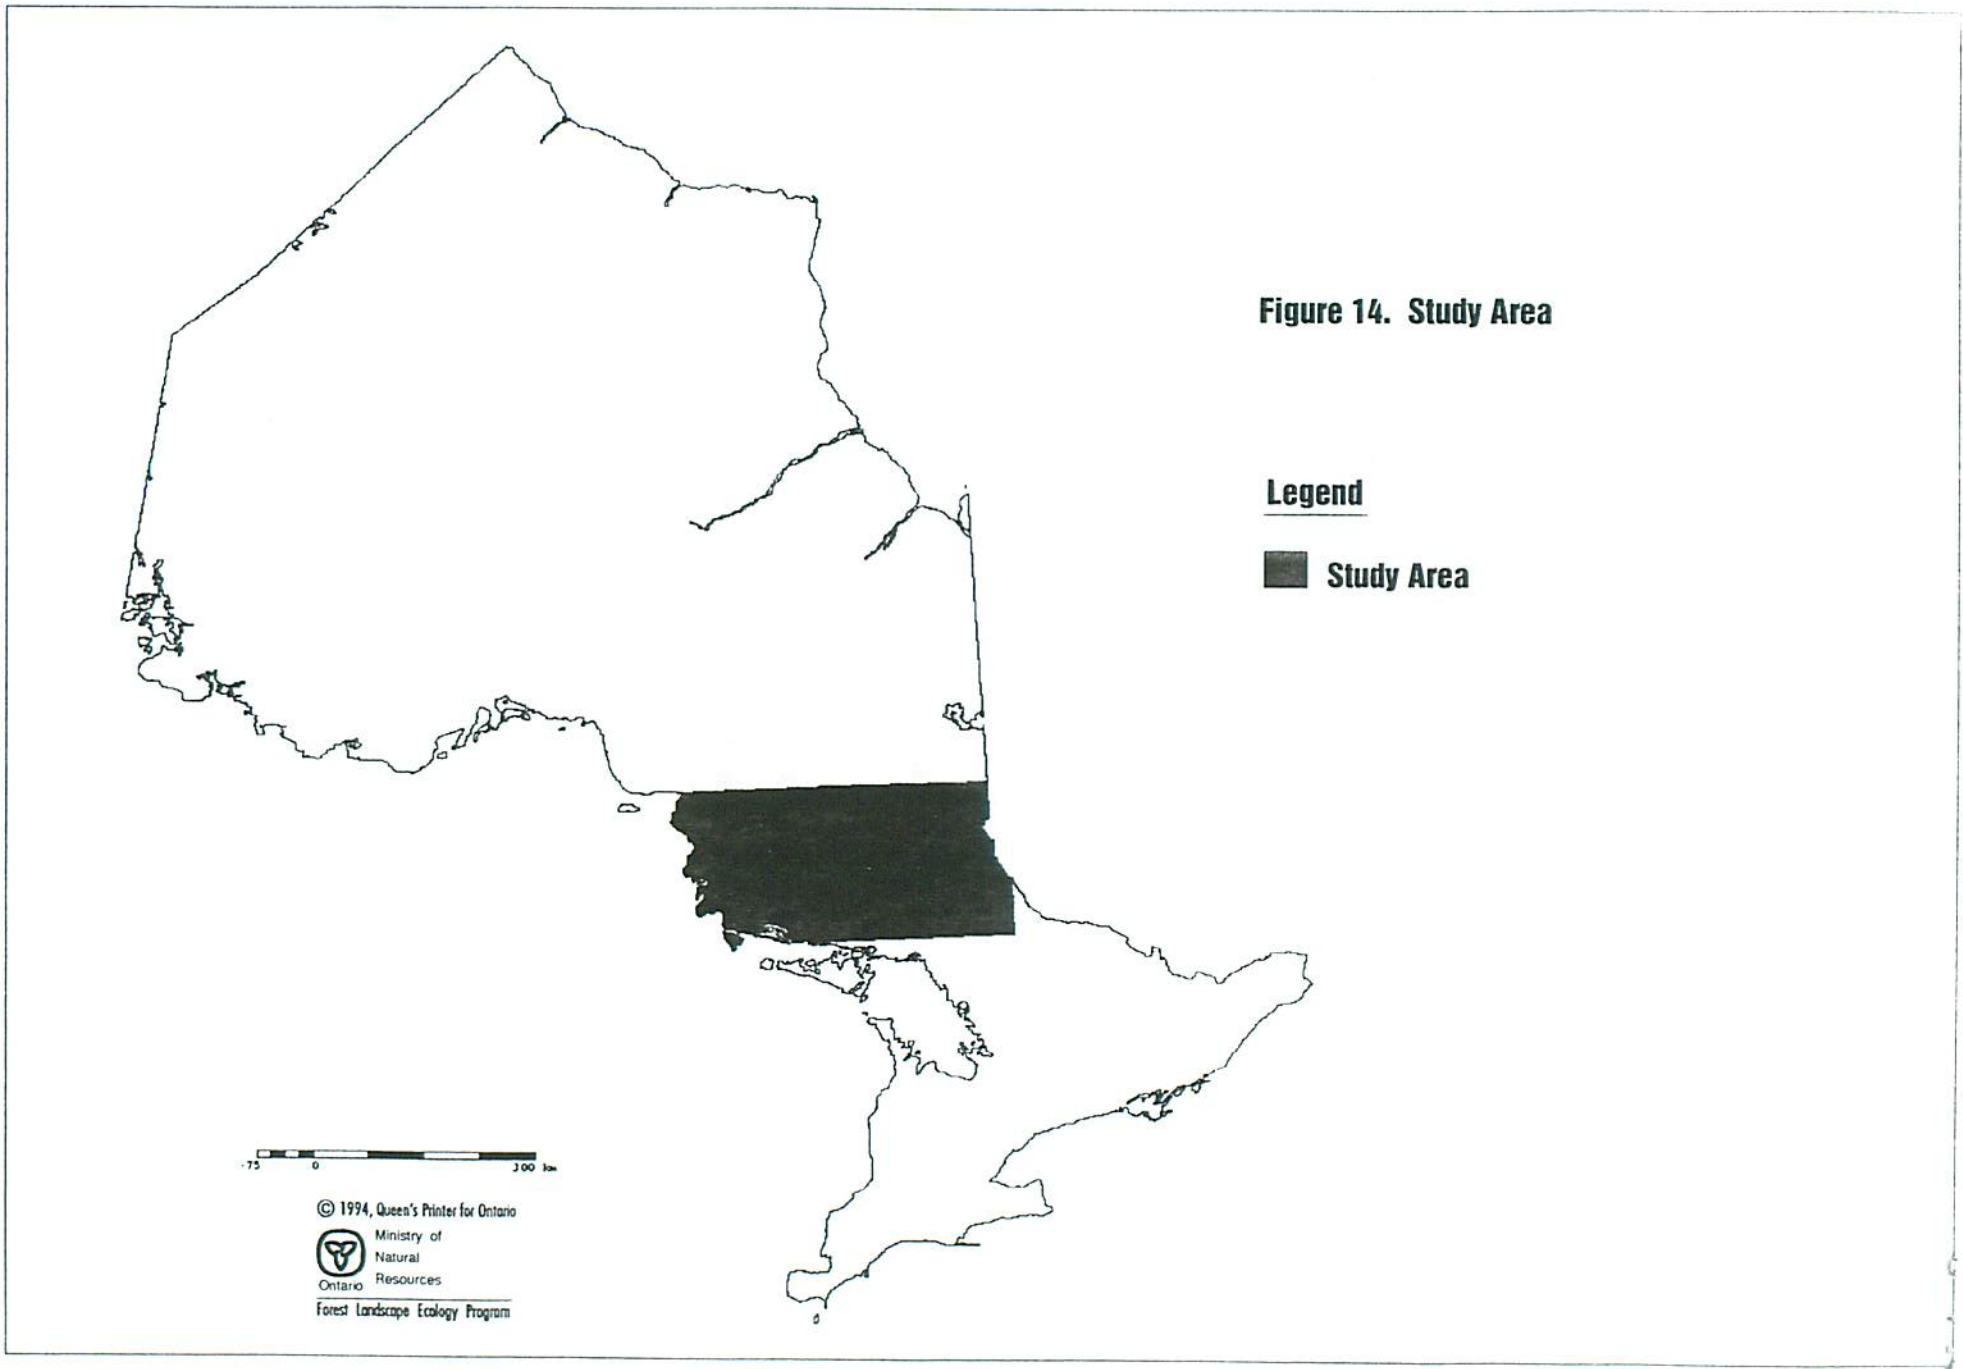 Figure 14. Study Area
Legend
Study Area
-75 0 300 km
© 1994, Queen's Printer for Ontario
Ministry of
Natural
Resources
Ontario
Forest Landscape Ecology Program